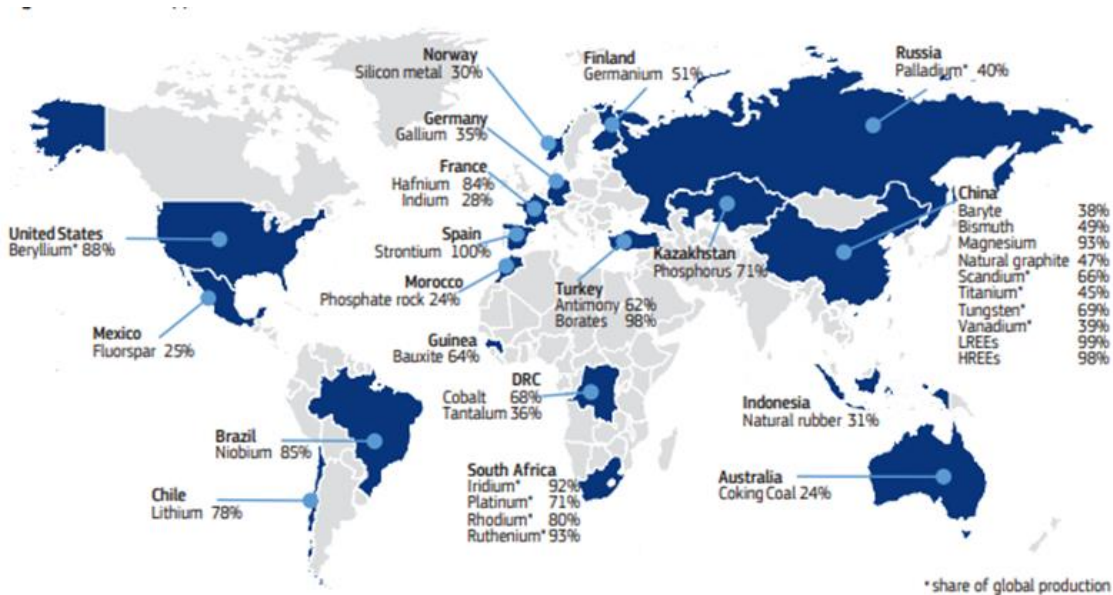 Norway
Silicon metal 30%
Finland
Germanium 51%
Russia
Palladium* 40%
Germany
Gallium 35%
France
Hafnium 84%
Indium 28%
Spain
Strontium 100%
Morocco
Phosphate rock 24%
United States
Beryllium* 88%
Mexico
Fluorspar 25%
Kazakhstan
Phosphorus 71%
Turkey
Antimony 62%
Borates 98%
China
Baryte 38%
Bismuth 49%
Magnesium 93%
Natural graphite 47%
Scandium* 66%
Titanium* 45%
Tungsten* 69%
Vanadium* 39%
LREEs 99%
HREEs 98%
Guinea
Bauxite 64%
DRC
Cobalt 68%
Tantalum 36%
Indonesia
Natural rubber 31%
Brazil
Niobium 85%
Chile
Lithium 78%
South Africa
Iridium* 92%
Platinum* 71%
Rhodium* 80%
Ruthenium* 93%
Australia
Coking Coal 24%
* share of global production